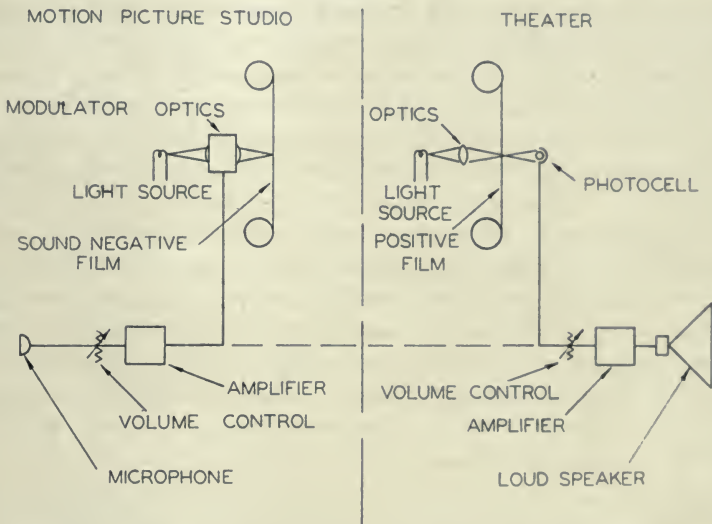 MOTION PICTURE STUDIO
MODULATOR OPTICS
LIGHT SOURCE
SOUND NEGATIVE
FILM
AMPLIFIER
VOLUME CONTROL
MICROPHONE
THEATER
OPTICS
PHOTOCELL
LIGHT
SOURCE
POSITIVE
FILM
VOLUME CONTROL
AMPLIFIER
LOUD SPEAKER